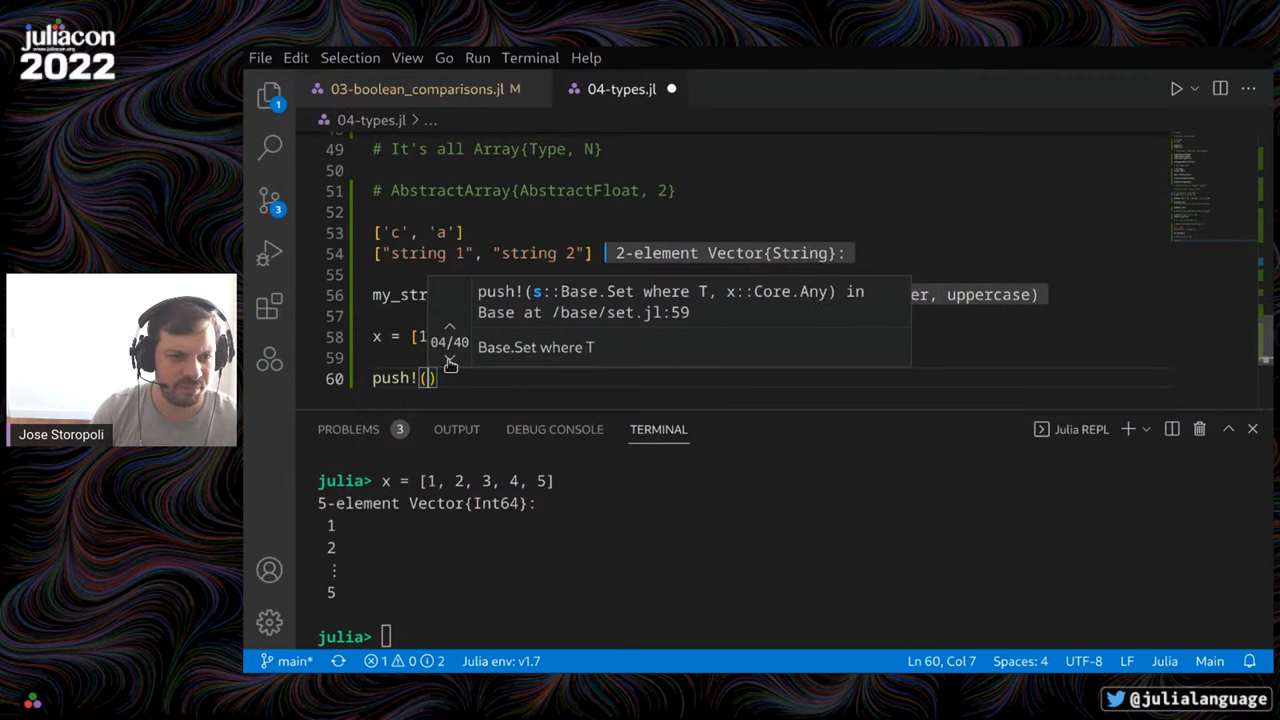 juliacon
www.juliacon.org
2022
File Edit Selection View Go Run Terminal Help
03-boolean_comparisons.jl M
04-types.jl
04-types.jl > ...
49 # It's all Array{Type, N}
50
51 # AbstractArray{AbstractFloat, 2}
52
53 ['c', 'a']
54 ["string 1", "string 2"] 2-element Vector{String}:
55
56 my_str er, uppercase)
57
58 x = [1
59
60 push!()
push!(s::Base.Set where T, x::Core.Any) in
Base at /base/set.jl:59
04/40
Base.Set where T
1
3
Jose Storopoli
PROBLEMS 3 OUTPUT DEBUG CONSOLE TERMINAL Julia REPL
julia> x = [1, 2, 3, 4, 5]
5-element Vector{Int64}:
1
2
⋮
5
julia>
main* 1 0 2 Julia env: v1.7 Ln 60, Col 7 Spaces: 4 UTF-8 LF Julia Main
@julialanguage